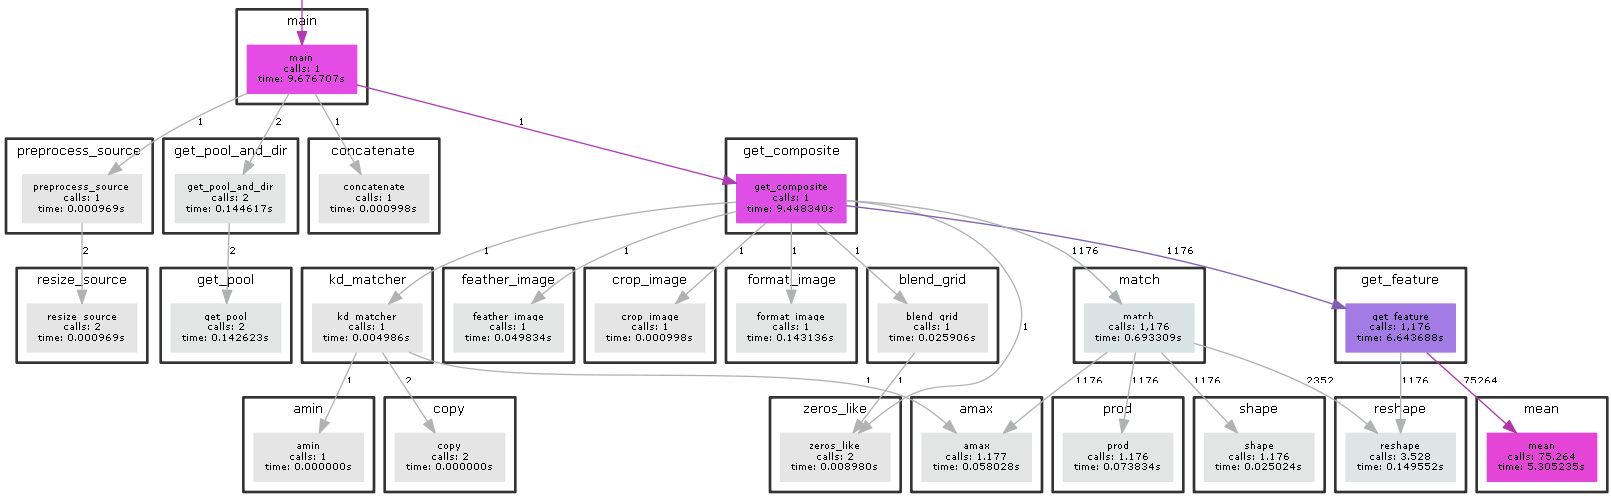 main
main
calls: 1
time: 9.676707s
1
2
1
1
preprocess_source
preprocess_source
calls: 1
time: 0.000969s
get_pool_and_dir
get_pool_and_dir
calls: 2
time: 0.144617s
concatenate
concatenate
calls: 1
time: 0.000998s
get_composite
get_composite
calls: 1
time: 9.448340s
2
2
1
1
1
1
1
1176
1176
resize_source
resize_source
calls: 2
time: 0.000969s
get_pool
get_pool
calls: 2
time: 0.142623s
kd_matcher
kd_matcher
calls: 1
time: 0.004986s
feather_image
feather_image
calls: 1
time: 0.049834s
crop_image
crop_image
calls: 1
time: 0.000998s
format_image
format_image
calls: 1
time: 0.143136s
blend_grid
blend_grid
calls: 1
time: 0.025906s
1
match
match
calls: 1,176
time: 0.693309s
get_feature
get_feature
calls: 1,176
time: 6.643688s
1
2
1
1
1176
1176
1176
2352
1176
75264
amin
amin
calls: 1
time: 0.000000s
copy
copy
calls: 2
time: 0.000000s
zeros_like
zeros_like
calls: 2
time: 0.008980s
amax
amax
calls: 1.177
time: 0.058028s
prod
prod
calls: 1.176
time: 0.073834s
shape
shape
calls: 1.176
time: 0.025024s
reshape
reshape
calls: 3.528
time: 0.149552s
mean
mean
calls: 75.264
time: 5.305235s